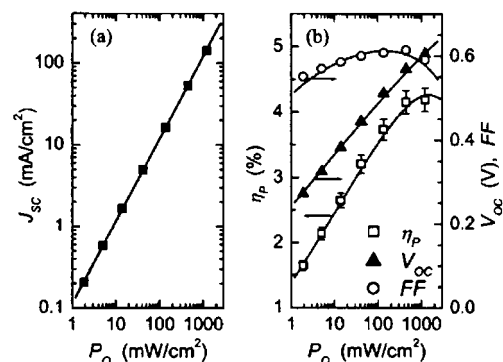 (a)
100
10
1
0.1
J_SC (mA/cm²)
1 10 100 1000
P_O (mW/cm²)
(b)
5
4
3
2
1
η_P (%)
0.6
0.4
0.2
0.0
V_OC (V), FF
η_P
V_OC
FF
1 10 100 1000
P_O (mW/cm²)